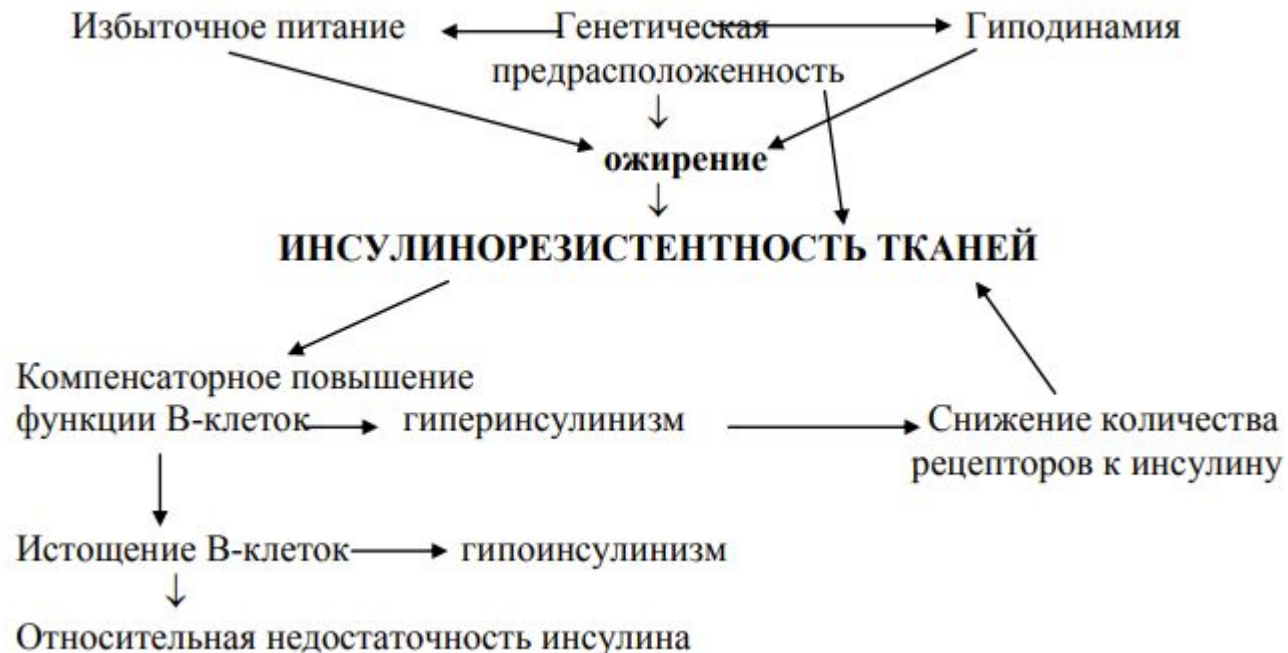 Избыточное питание Генетическая Гиподинамия
предрасположенность
ожирение
ИНСУЛИНОРЕЗИСТЕНТНОСТЬ ТКАНЕЙ
Компенсаторное повышение
функции В-клеток гиперинсулинизм Снижение количества
рецепторов к инсулину
Истощение В-клеток гипоинсулинизм
Относительная недостаточность инсулина